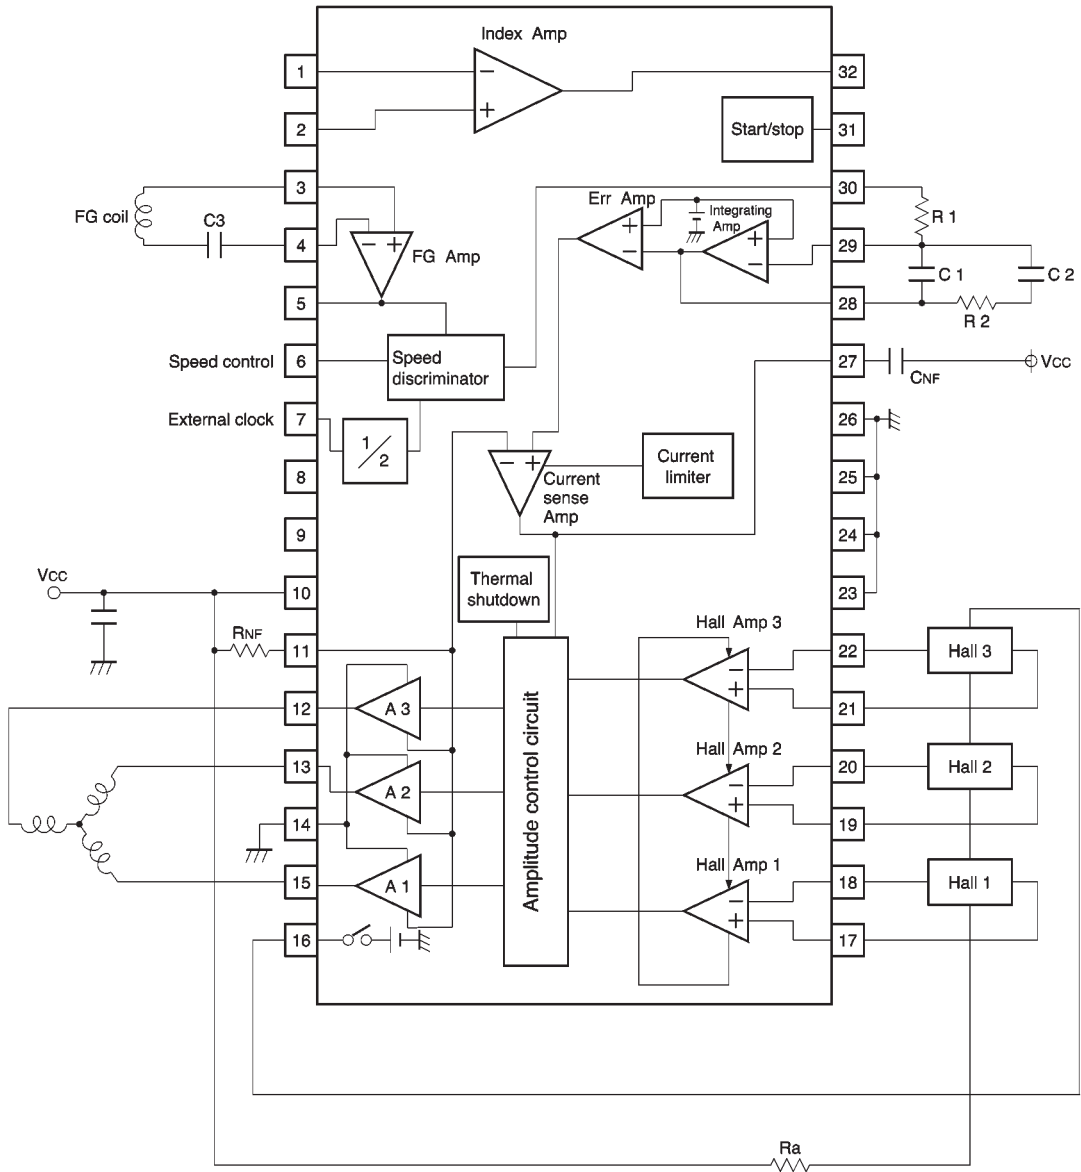 Index Amp
−
+
1
32
2
Start/stop
31
3
30
Err Amp
Integrating
Amp
+
−
+
−
FG coil
C3
R 1
4
− +
FG Amp
29
C 1
C 2
5
28
R 2
Speed control
6
Speed
discriminator
27
CNF
VCC
External clock
7
1/2
26
8
− +
Current
sense
Amp
Current
limiter
25
9
24
VCC
10
Thermal
shutdown
23
RNF
11
Hall Amp 3
−
+
22
Hall 3
12
A 3
21
13
A 2
Hall Amp 2
−
+
20
Hall 2
14
19
Amplitude control circuit
15
A 1
Hall Amp 1
−
+
18
Hall 1
16
17
Ra